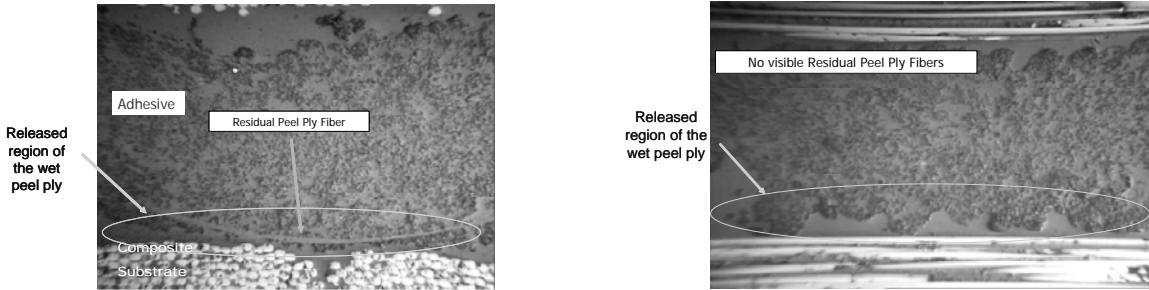 Adhesive
Residual Peel Ply Fiber
Released
region of
the wet
peel ply
Composite
Substrate
No visible Residual Peel Ply Fibers
Released
region of the
wet peel ply